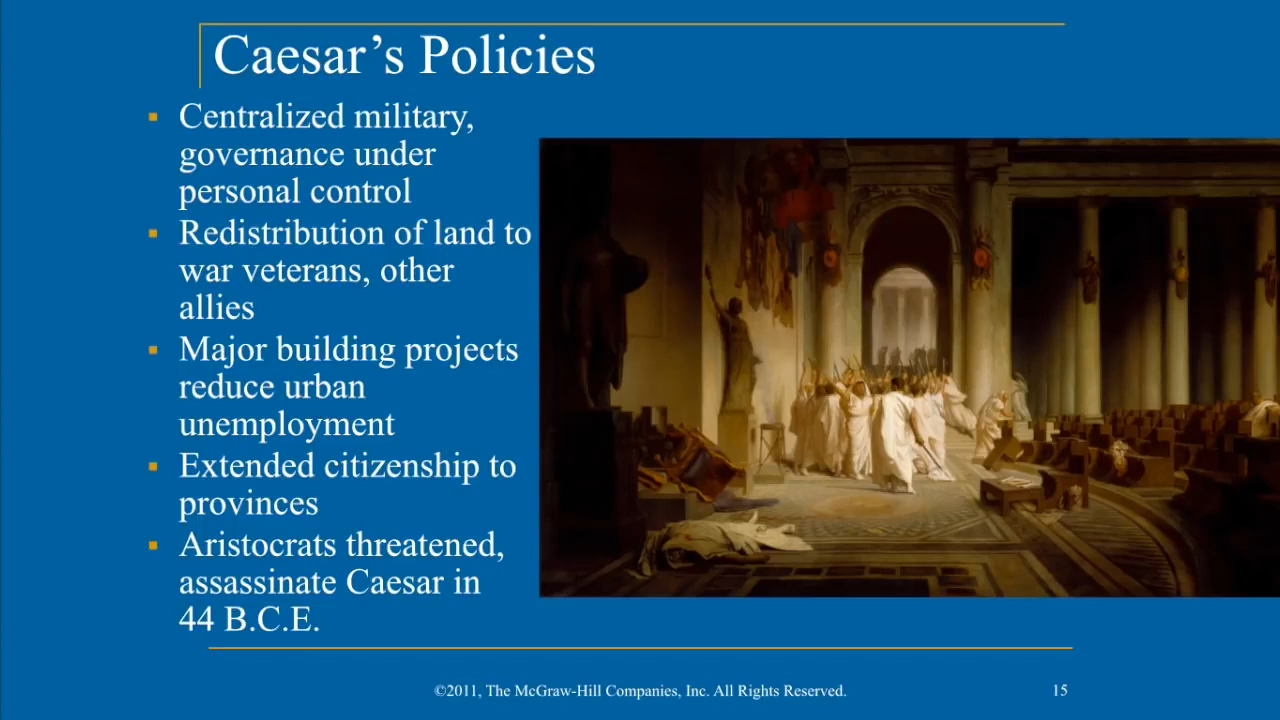 Caesar’s Policies
Centralized military,
governance under
personal control
Redistribution of land to
war veterans, other
allies
Major building projects
reduce urban
unemployment
Extended citizenship to
provinces
Aristocrats threatened,
assassinate Caesar in
44 B.C.E.
©2011, The McGraw-Hill Companies, Inc. All Rights Reserved.
15